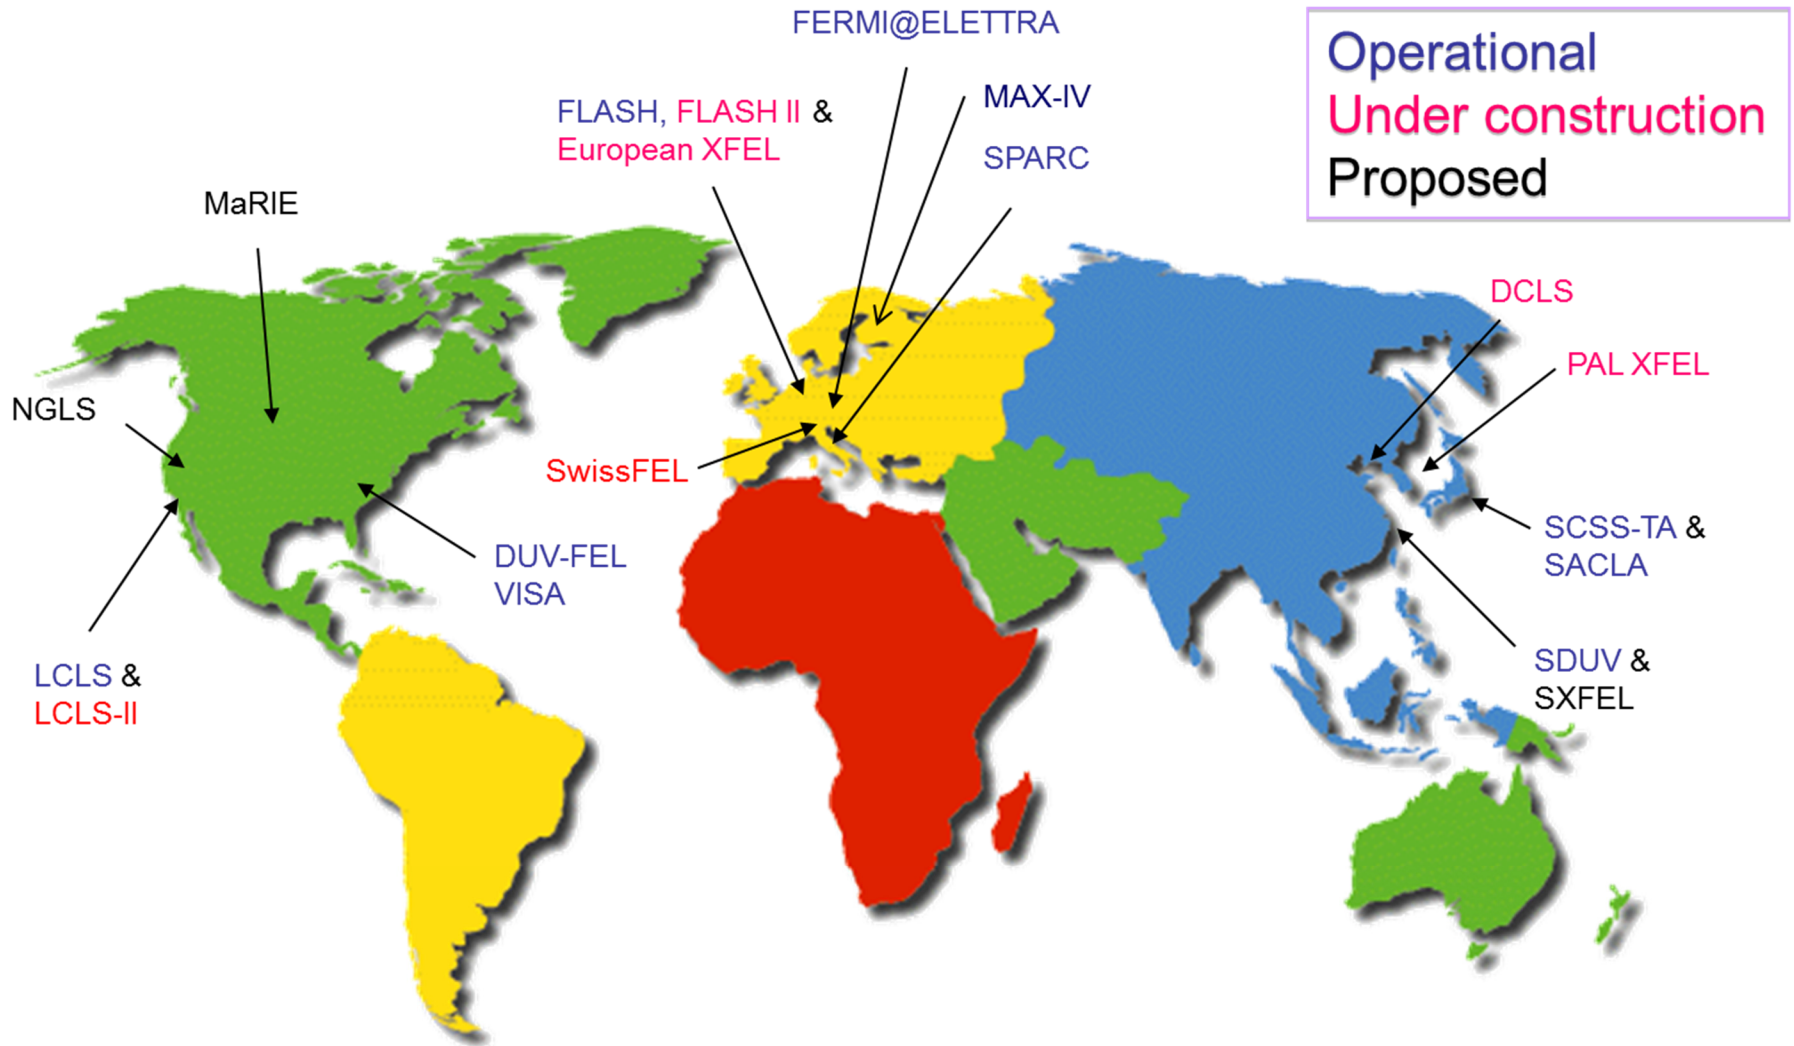 FERMI@ELETTRA
Operational
Under construction
Proposed
MAX-IV
FLASH, FLASH II &
European XFEL
SPARC
MaRIE
DCLS
PAL XFEL
NGLS
SwissFEL
SCSS-TA &
SACLA
DUV-FEL
VISA
LCLS &
LCLS-II
SDUV &
SXFEL